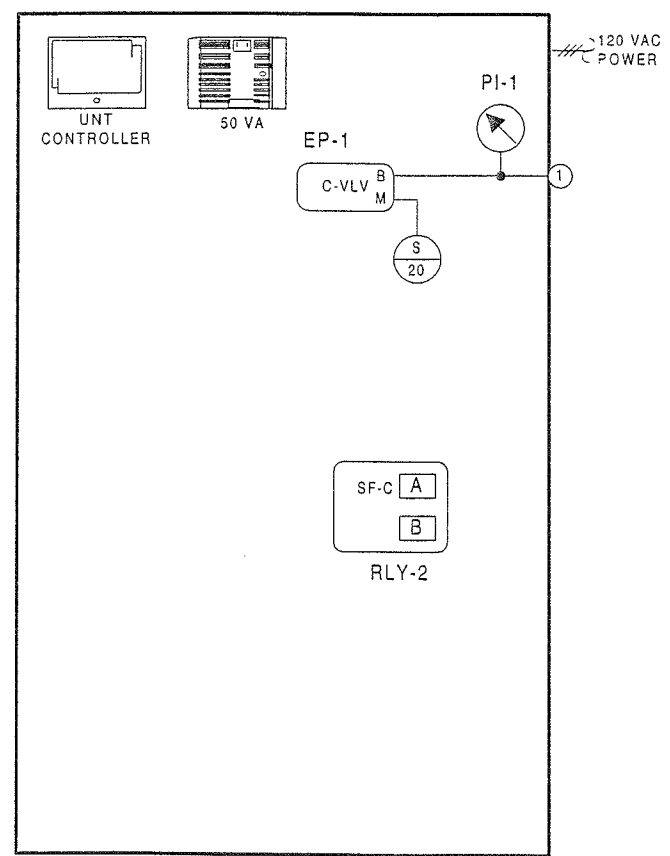 120 VAC
POWER
UNT
CONTROLLER
50 VA
PI-1
EP-1
C-VLV
B
M
1
S
20
SF-C
A
B
RLY-2